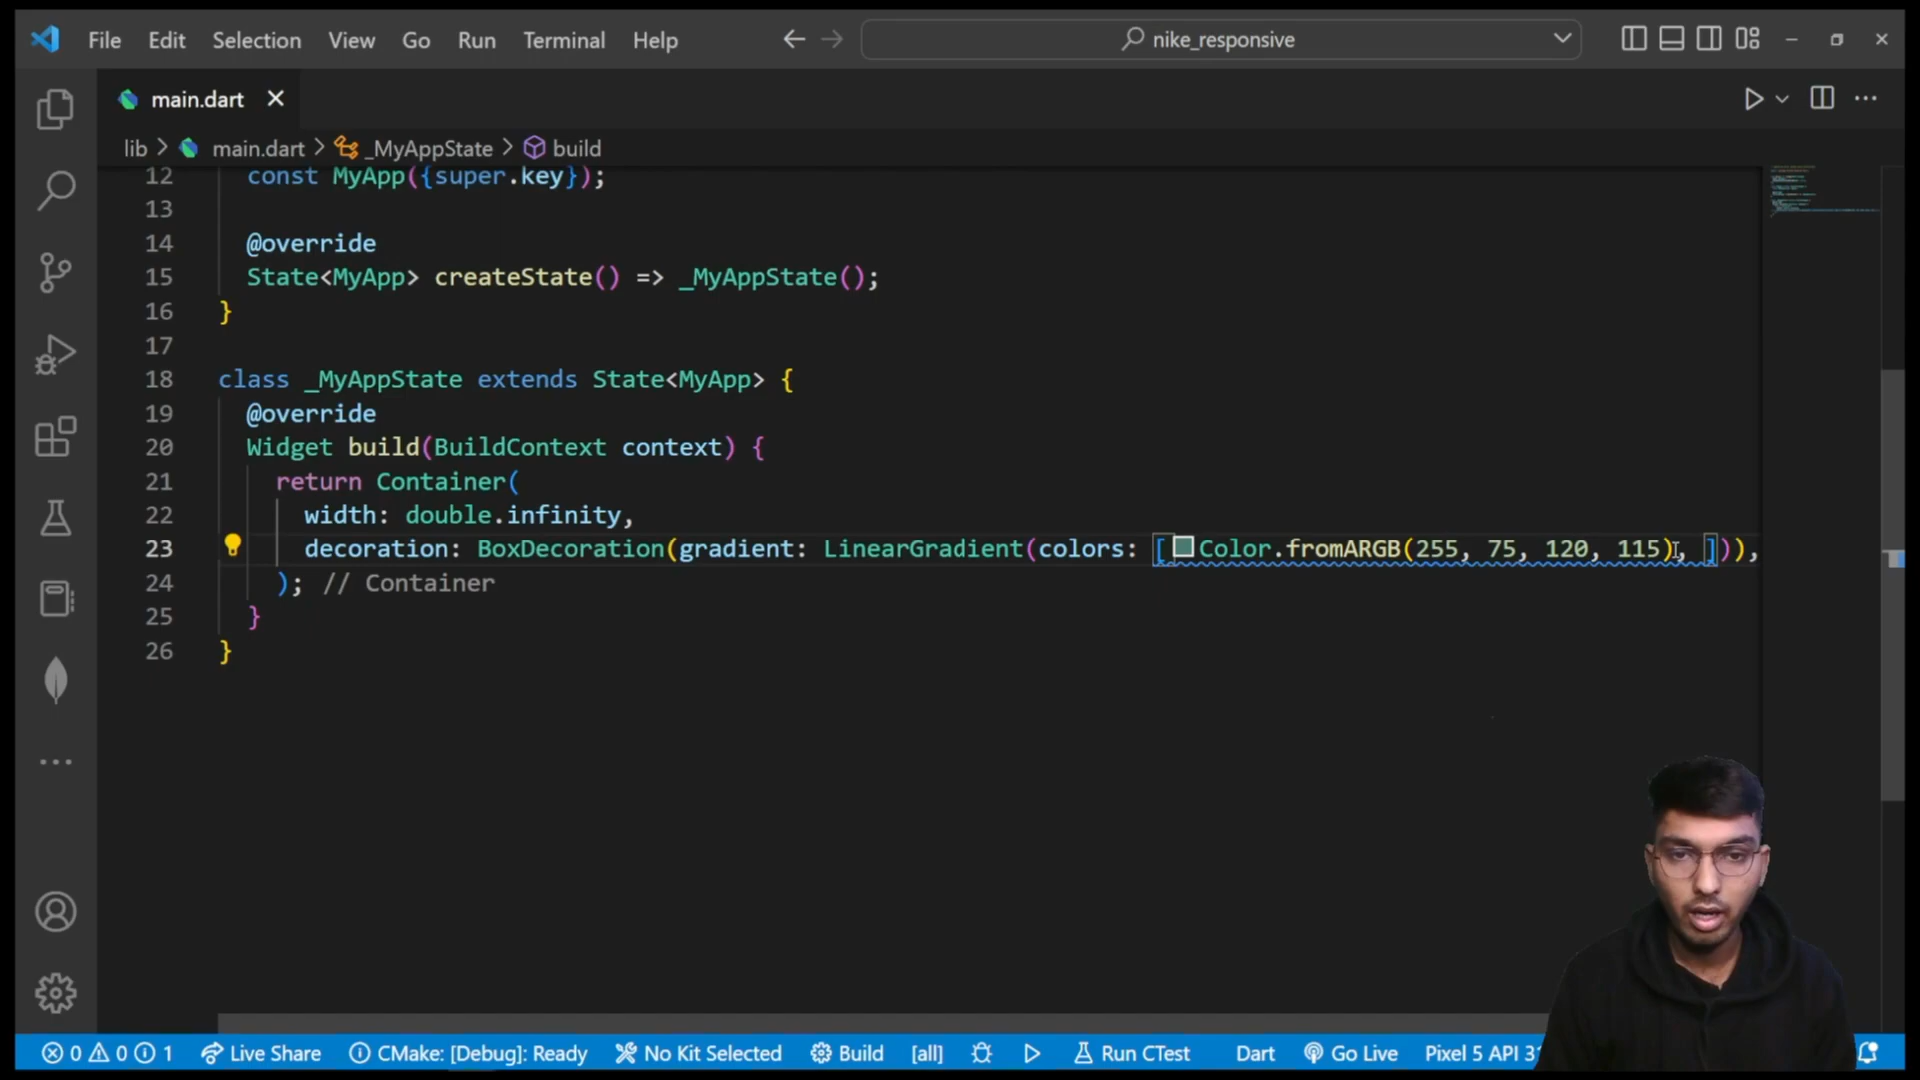 File Edit Selection View Go Run Terminal Help nike_responsive
main.dart
lib > main.dart > _MyAppState > build
12 const MyApp({super.key});
13
14 @override
15 State<MyApp> createState() => _MyAppState();
16 }
17
18 class _MyAppState extends State<MyApp> {
19 @override
20 Widget build(BuildContext context) {
21 return Container(
22 width: double.infinity,
23 decoration: BoxDecoration(gradient: LinearGradient(colors: [Color.fromARGB(255, 75, 120, 115), ])),
24 ); // Container
25 }
26 }
0 0 1 Live Share CMake: [Debug]: Ready No Kit Selected Build [all] Run CTest Dart Go Live Pixel 5 API